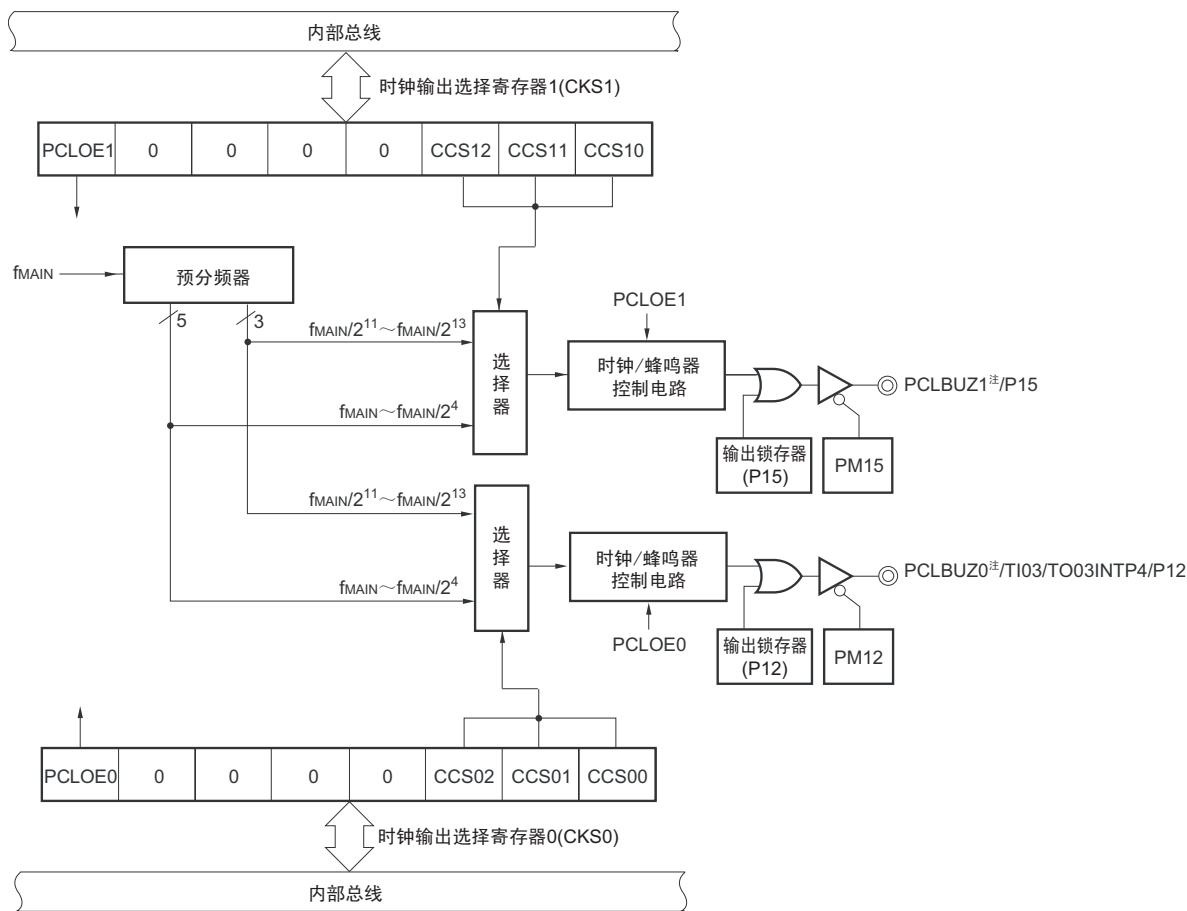 内部总线
时钟输出选择寄存器1(CKS1)
PCLOE1 0 0 0 0 CCS12 CCS11 CCS10
fMAIN
预分频器
5 3
PCLOE1
fMAIN/2¹¹～fMAIN/2¹³
选择器
时钟/蜂鸣器
控制电路
PCLBUZ1注/P15
fMAIN～fMAIN/2⁴
输出锁存器
(P15)
PM15
fMAIN/2¹¹～fMAIN/2¹³
选择器
时钟/蜂鸣器
控制电路
PCLBUZ0注/TI03/TO03INTP4/P12
fMAIN～fMAIN/2⁴
PCLOE0
输出锁存器
(P12)
PM12
PCLOE0 0 0 0 0 CCS02 CCS01 CCS00
时钟输出选择寄存器0(CKS0)
内部总线